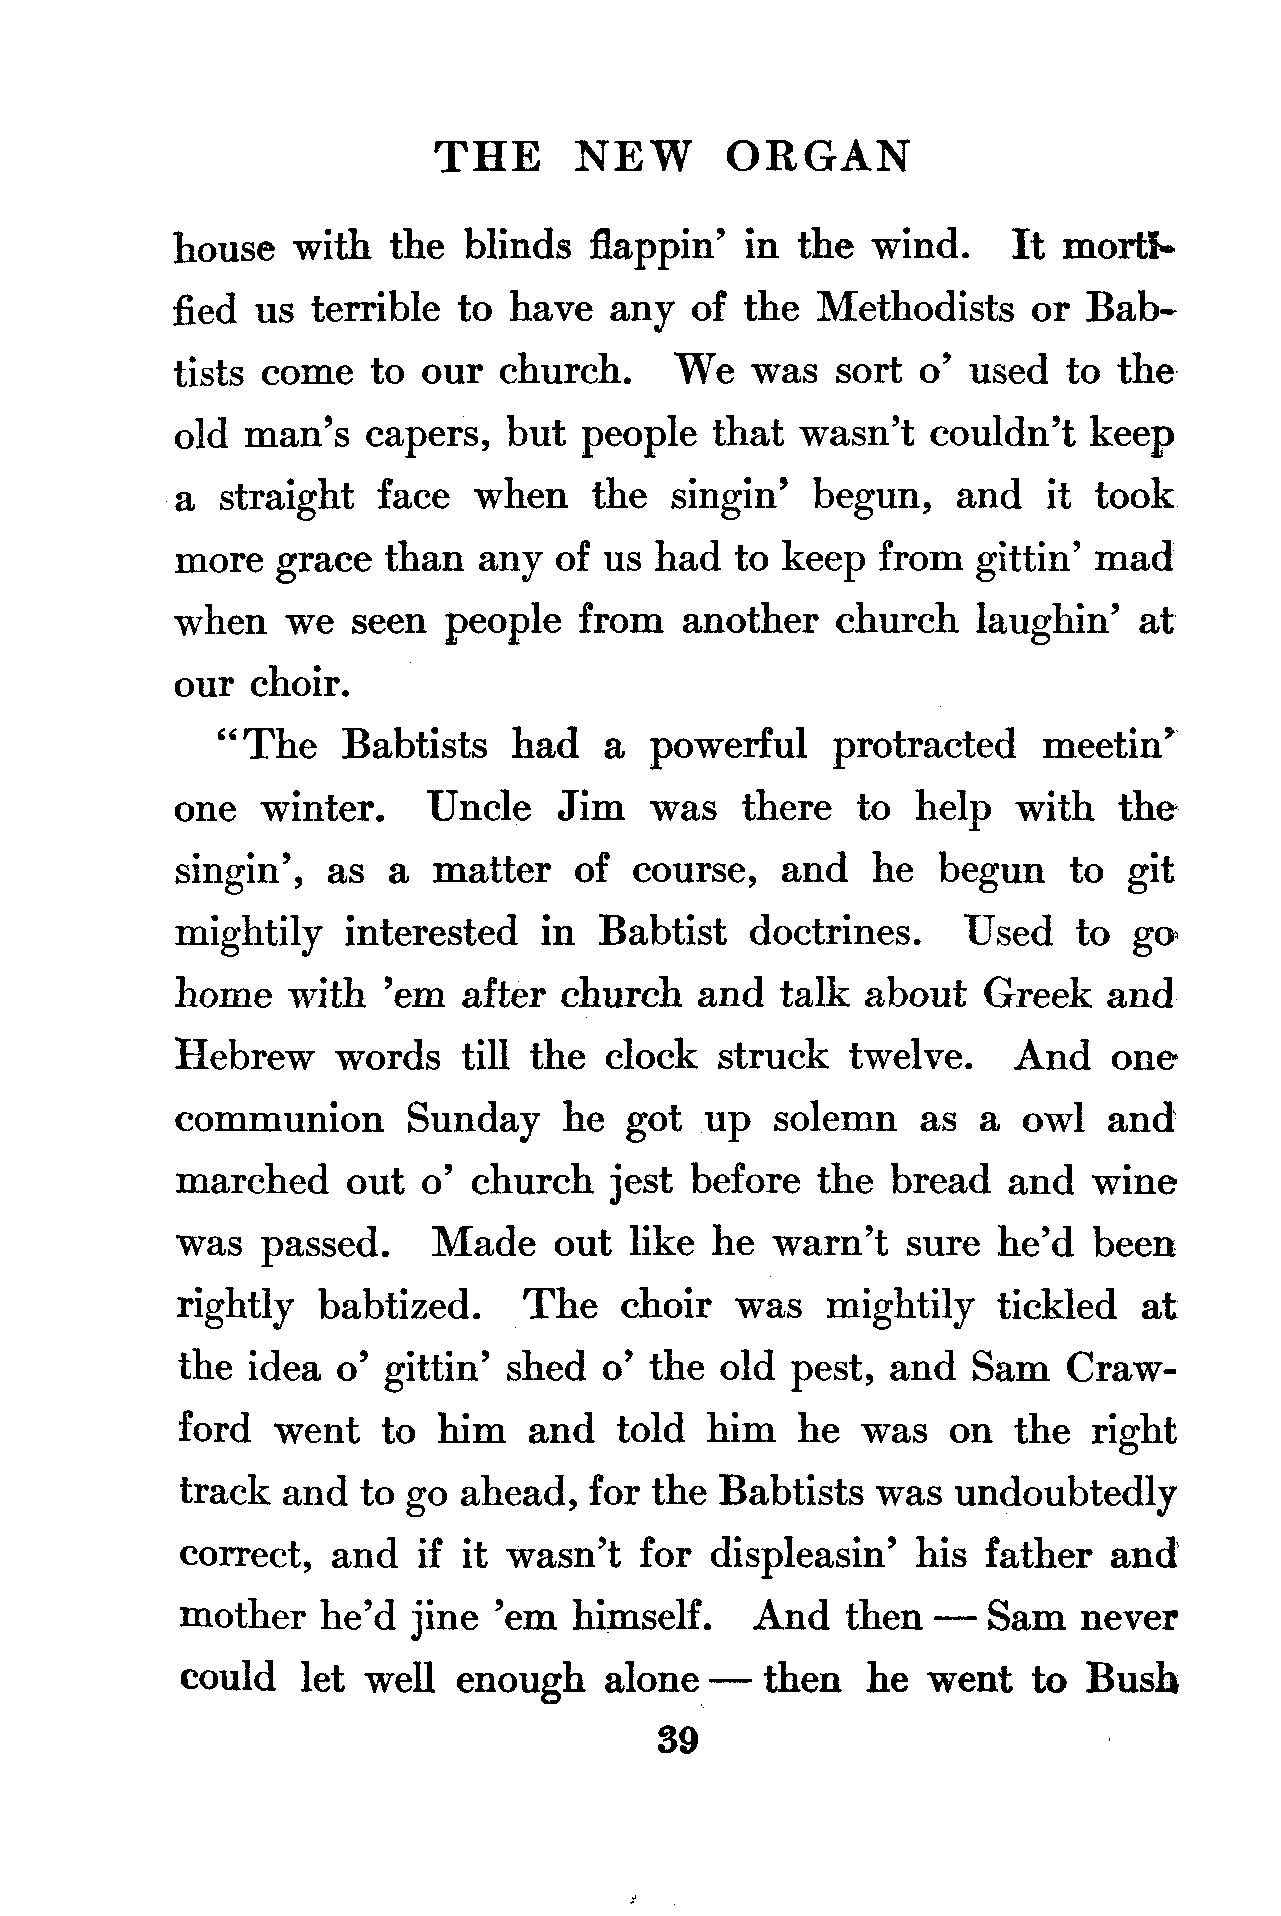 THE NEW ORGAN
house with the blinds flappin' in the wind. It morti-
fied us terrible to have any of the Methodists or Bab-
tists come to our church. We was sort o' used to the
old man's capers, but people that wasn't couldn't keep
a straight face when the singin' begun, and it took
more grace than any of us had to keep from gittin' mad
when we seen people from another church laughin' at
our choir.
"The Babtists had a powerful protracted meetin'
one winter. Uncle Jim was there to help with the
singin', as a matter of course, and he begun to git
mightily interested in Babtist doctrines. Used to go
home with 'em after church and talk about Greek and
Hebrew words till the clock struck twelve. And one
communion Sunday he got up solemn as a owl and
marched out o' church jest before the bread and wine
was passed. Made out like he warn't sure he'd been
rightly babtized. The choir was mightily tickled at
the idea o' gittin' shed o' the old pest, and Sam Craw-
ford went to him and told him he was on the right
track and to go ahead, for the Babtists was undoubtedly
correct, and if it wasn't for displeasin' his father and
mother he'd jine 'em himself. And then — Sam never
could let well enough alone — then he went to Bush
39